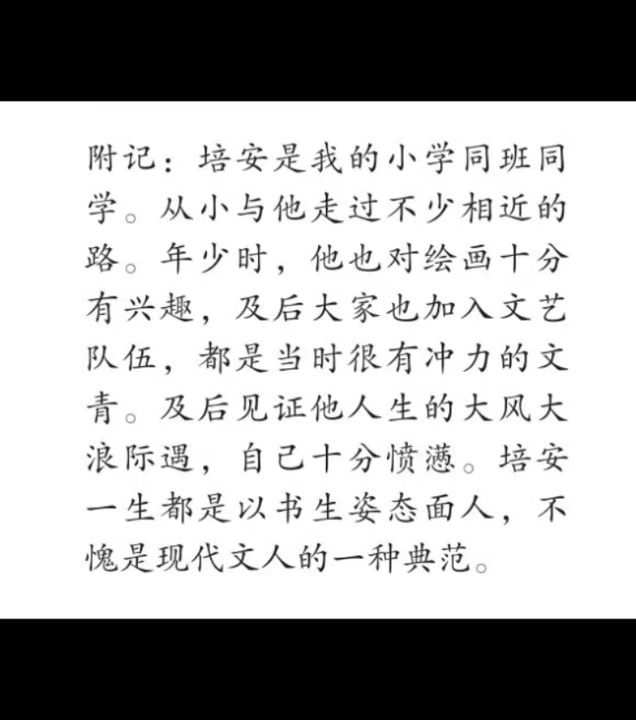 附记：培安是我的小学同班同
学。从小与他走过不少相近的
路。年少时，他也对绘画十分
有兴趣，及后大家也加入文艺
队伍，都是当时很有冲力的文
青。及后见证他人生的大风大
浪际遇，自己十分愤懑。培安
一生都是以书生姿态面人，不
愧是现代文人的一种典范。